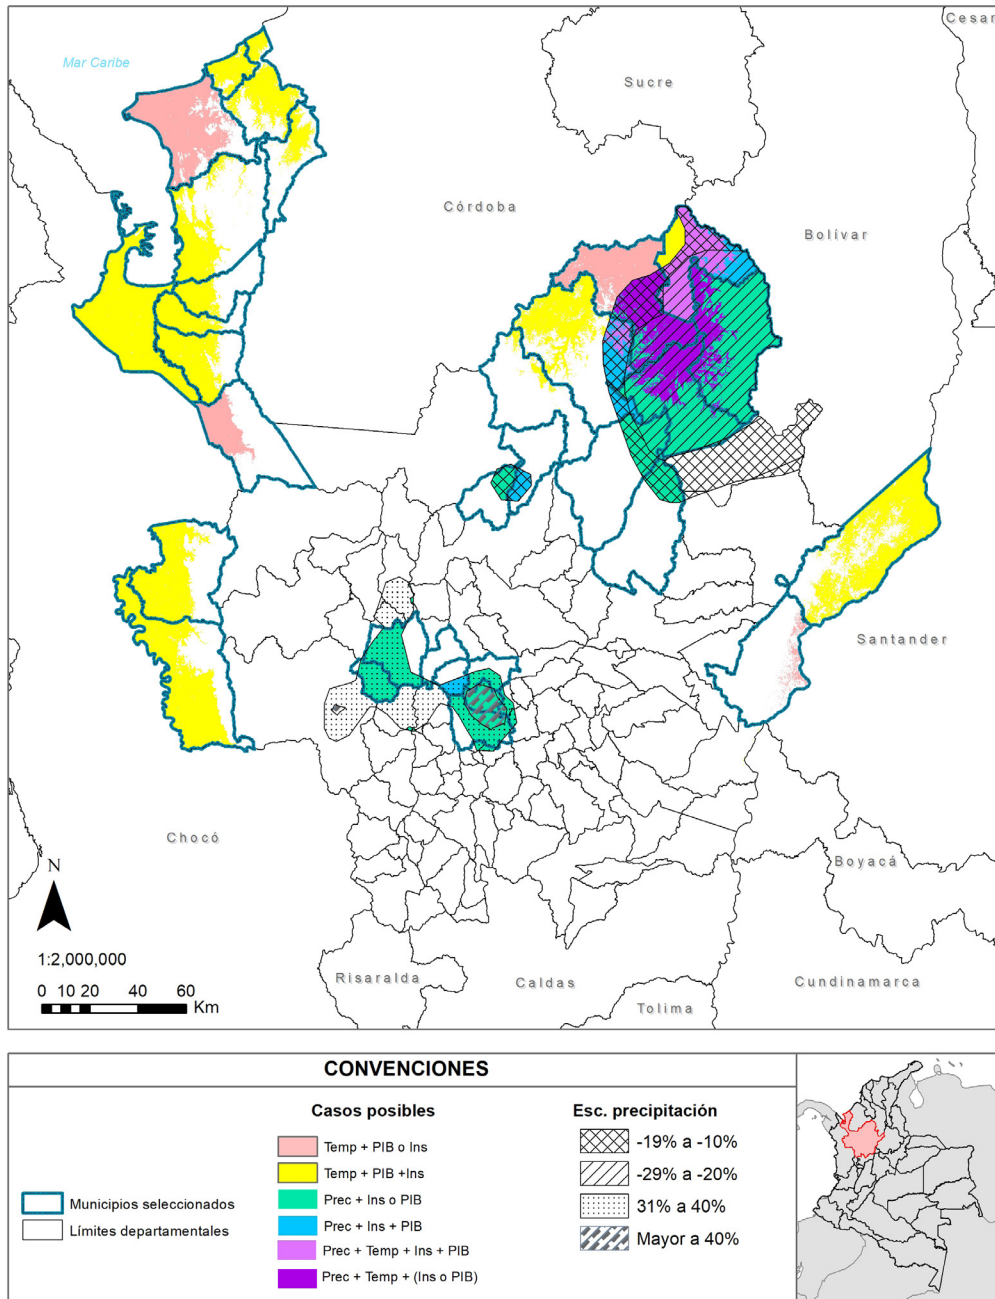 Cesar
Mar Caribe
Sucre
Córdoba
Bolívar
Santander
Chocó
Boyacá
N
1:2,000,000
0 10 20 40 60
Km
Risaralda
Caldas
Cundinamarca
Tolima
CONVENCIONES
Casos posibles
Esc. precipitación
Temp + PIB o Ins
Temp + PIB +Ins
Prec + Ins o PIB
Prec + Ins + PIB
Prec + Temp + Ins + PIB
Prec + Temp + (Ins o PIB)
Municipios seleccionados
Límites departamentales
-19% a -10%
-29% a -20%
31% a 40%
Mayor a 40%